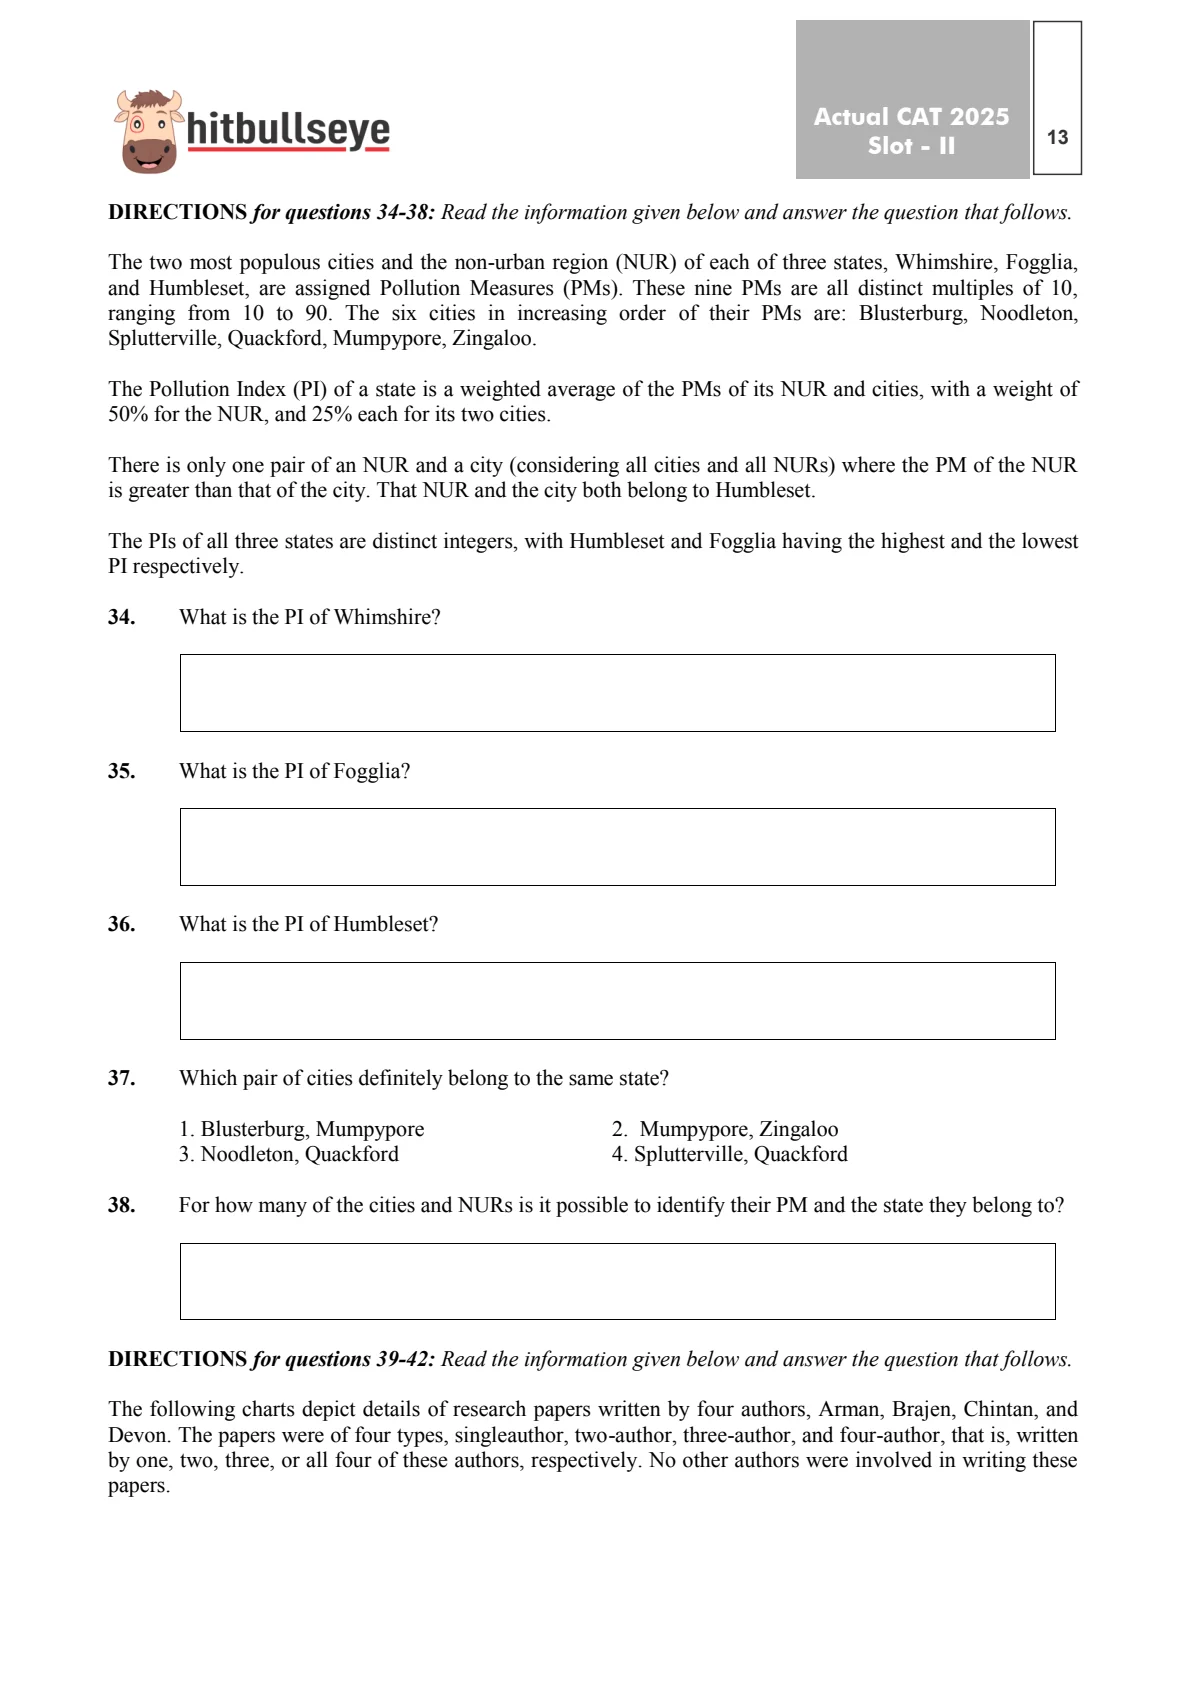 hitbullseye
Actual CAT 2025
Slot - II
13
DIRECTIONS for questions 34-38: Read the information given below and answer the question that follows.
The two most populous cities and the non-urban region (NUR) of each of three states, Whimshire, Fogglia,
and Humbleset, are assigned Pollution Measures (PMs). These nine PMs are all distinct multiples of 10,
ranging from 10 to 90. The six cities in increasing order of their PMs are: Blusterburg, Noodleton,
Splutterville, Quackford, Mumpypore, Zingaloo.
The Pollution Index (PI) of a state is a weighted average of the PMs of its NUR and cities, with a weight of
50% for the NUR, and 25% each for its two cities.
There is only one pair of an NUR and a city (considering all cities and all NURs) where the PM of the NUR
is greater than that of the city. That NUR and the city both belong to Humbleset.
The PIs of all three states are distinct integers, with Humbleset and Fogglia having the highest and the lowest
PI respectively.
34. What is the PI of Whimshire?
35. What is the PI of Fogglia?
36. What is the PI of Humbleset?
37. Which pair of cities definitely belong to the same state?
1. Blusterburg, Mumpypore 2. Mumpypore, Zingaloo
3. Noodleton, Quackford 4. Splutterville, Quackford
38. For how many of the cities and NURs is it possible to identify their PM and the state they belong to?
DIRECTIONS for questions 39-42: Read the information given below and answer the question that follows.
The following charts depict details of research papers written by four authors, Arman, Brajen, Chintan, and
Devon. The papers were of four types, singleauthor, two-author, three-author, and four-author, that is, written
by one, two, three, or all four of these authors, respectively. No other authors were involved in writing these
papers.